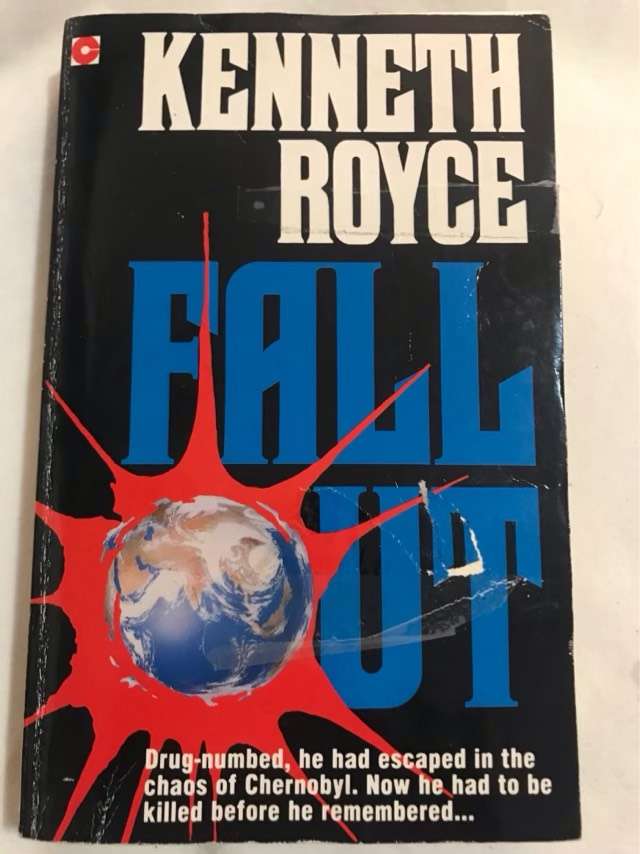 KENNETH
ROYCE
FALL
OUT
Drug-numbed, he had escaped in the
chaos of Chernobyl. Now he had to be
killed before he remembered...